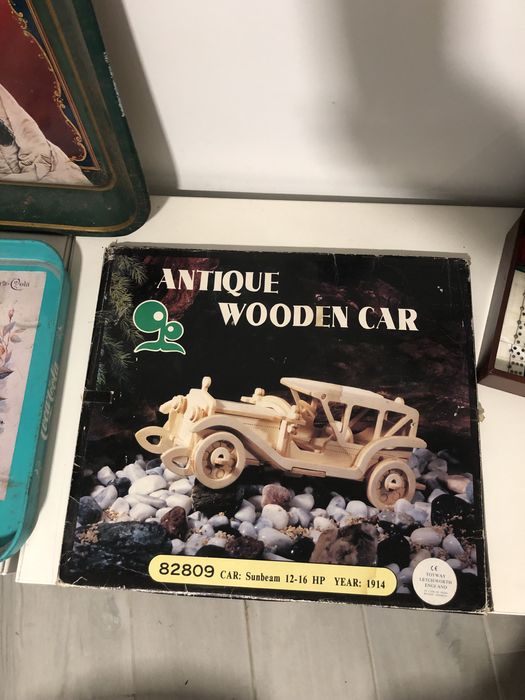 ANTIQUE
WOODEN CAR
82809 CAR: Sunbeam 12-16 HP YEAR: 1914
CE
TOYWAY
LETCHWORTH
ENGLAND
Coca-Cola